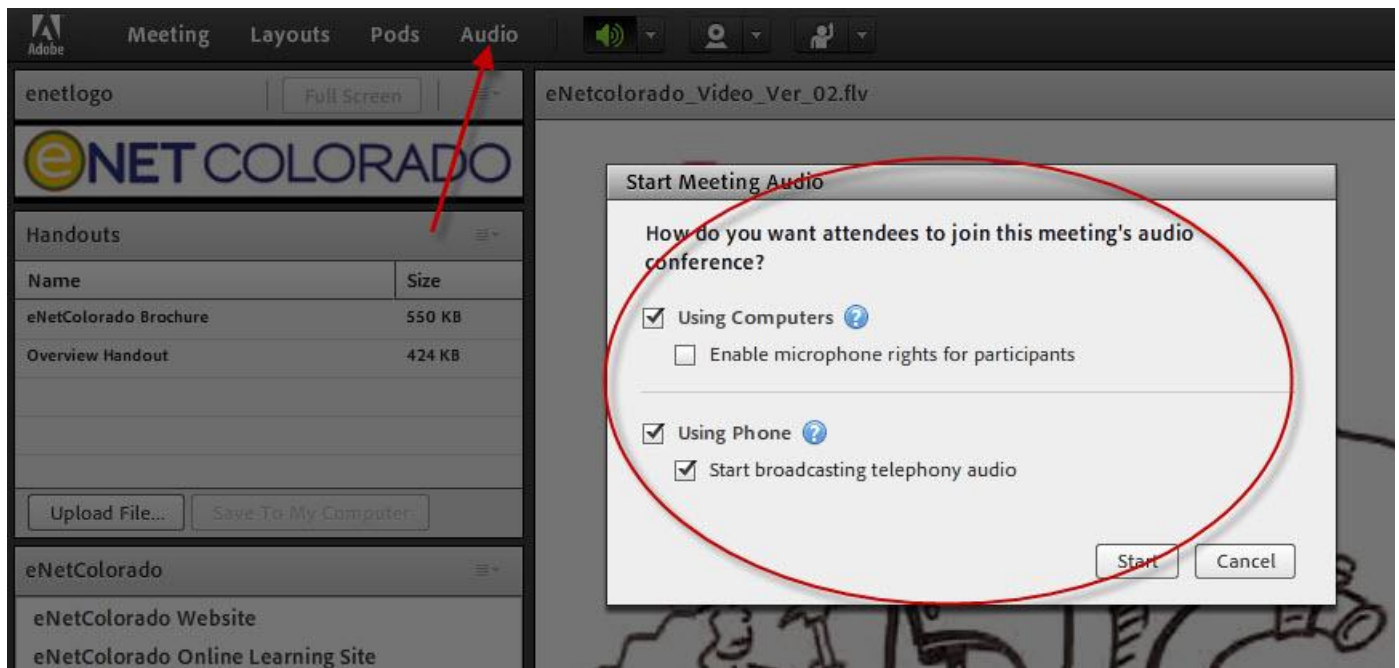 Adobe
Meeting Layouts Pods Audio
enetlogo Full Screen
eNETCOLORADO
Handouts
Name Size
eNetColorado Brochure 550 KB
Overview Handout 424 KB
Upload File... Save To My Computer
eNetColorado
eNetColorado Website
eNetColorado Online Learning Site
eNetcolorado_Video_Ver_02.flv
Start Meeting Audio
How do you want attendees to join this meeting's audio
conference?
Using Computers ?
Enable microphone rights for participants
Using Phone ?
Start broadcasting telephony audio
Start Cancel